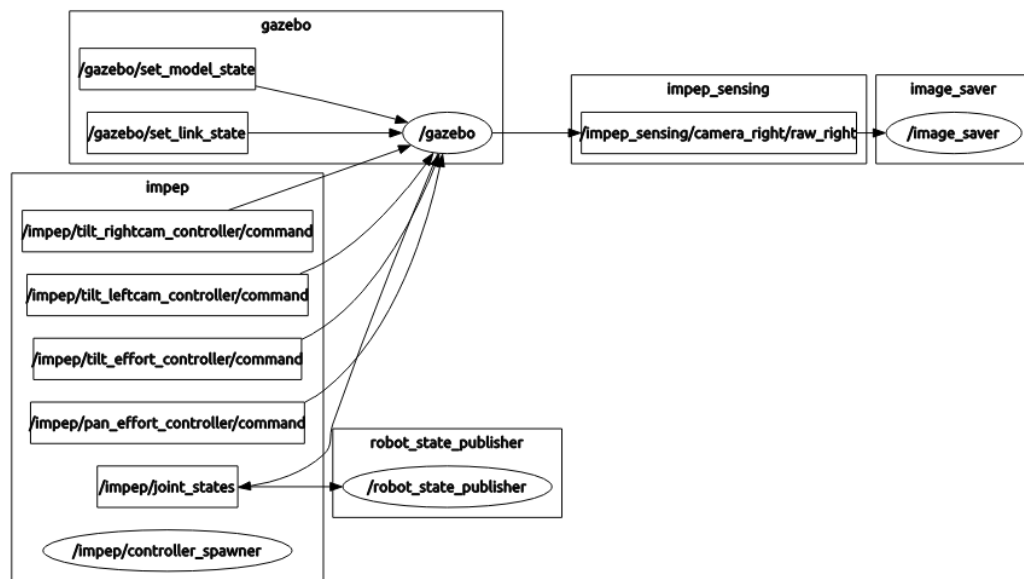 gazebo
/gazebo/set_model_state
/gazebo/set_link_state
/gazebo
impep_sensing
/impep_sensing/camera_right/raw_right
image_saver
/image_saver
impep
/impep/tilt_rightcam_controller/command
/impep/tilt_leftcam_controller/command
/impep/tilt_effort_controller/command
/impep/pan_effort_controller/command
/impep/joint_states
/impep/controller_spawner
robot_state_publisher
/robot_state_publisher